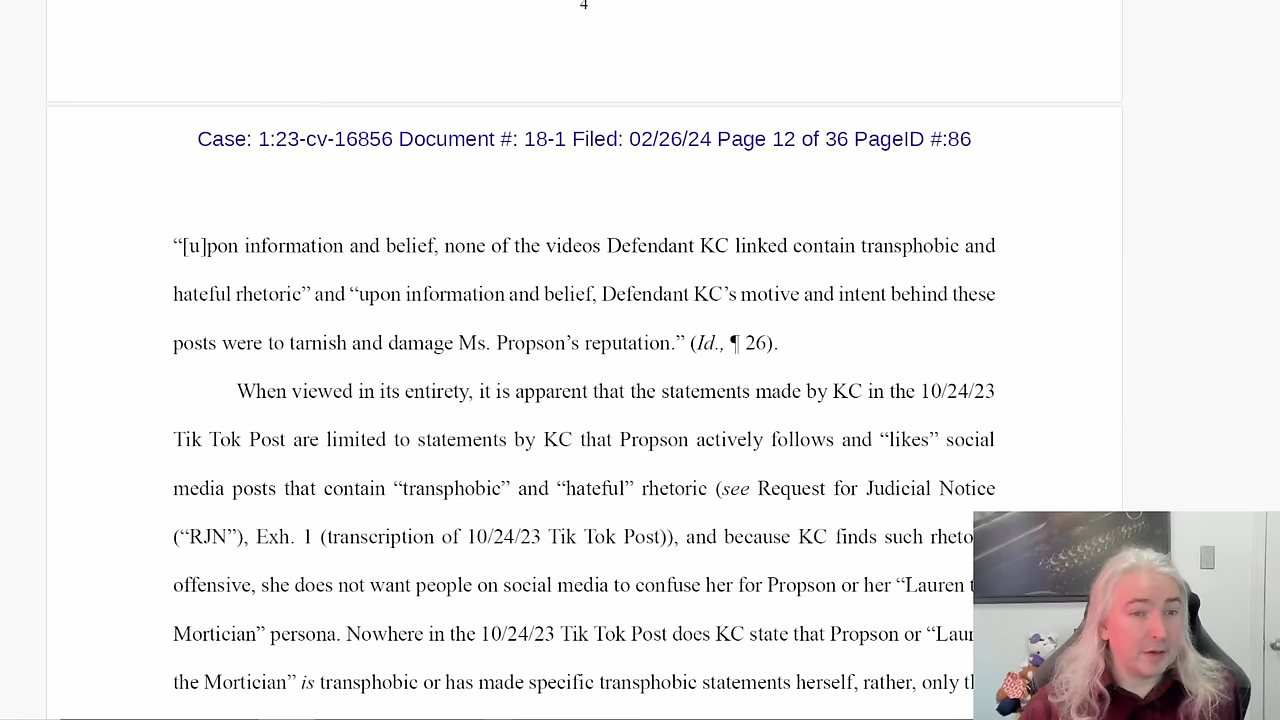 4
Case: 1:23-cv-16856 Document #: 18-1 Filed: 02/26/24 Page 12 of 36 PageID #:86
“[u]pon information and belief, none of the videos Defendant KC linked contain transphobic and
hateful rhetoric” and “upon information and belief, Defendant KC’s motive and intent behind these
posts were to tarnish and damage Ms. Propson’s reputation.” (Id., ¶ 26).
When viewed in its entirety, it is apparent that the statements made by KC in the 10/24/23
Tik Tok Post are limited to statements by KC that Propson actively follows and “likes” social
media posts that contain “transphobic” and “hateful” rhetoric (see Request for Judicial Notice
(“RJN”), Exh. 1 (transcription of 10/24/23 Tik Tok Post)), and because KC finds such
offensive, she does not want people on social media to confuse her for Propson or her “Lauren
Mortician” persona. Nowhere in the 10/24/23 Tik Tok Post does KC state that Propson or
the Mortician” is transphobic or has made specific transphobic statements herself, rather, only